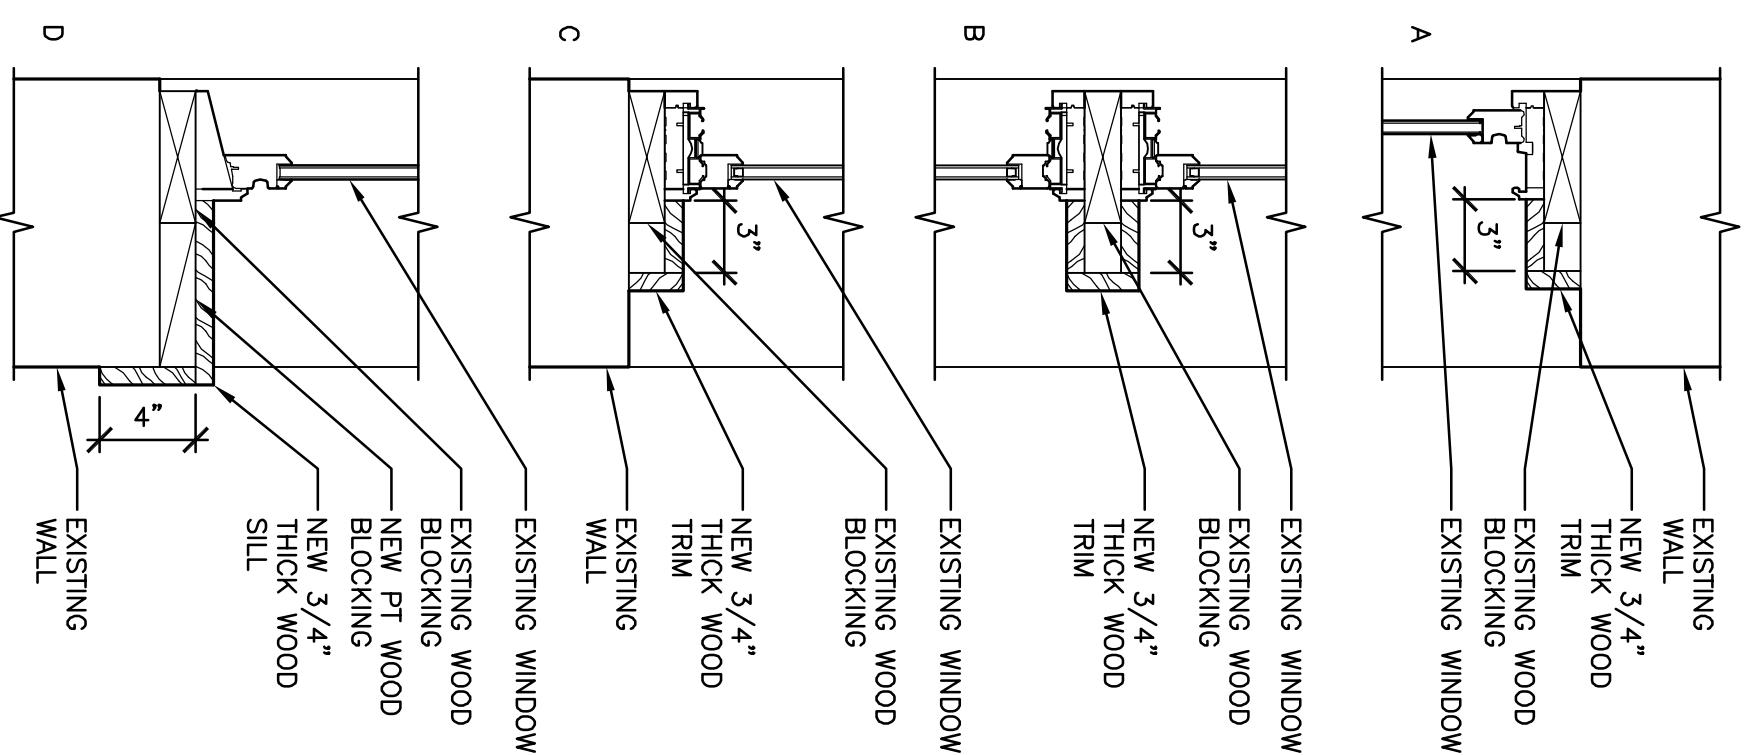 A
3"
EXISTING
WALL
NEW 3/4"
THICK WOOD
TRIM
EXISTING WOOD
BLOCKING
EXISTING WINDOW
B
3"
EXISTING WINDOW
EXISTING WOOD
BLOCKING
NEW 3/4"
THICK WOOD
TRIM
C
3"
EXISTING WINDOW
EXISTING WOOD
BLOCKING
NEW 3/4"
THICK WOOD
TRIM
EXISTING
WALL
D
4"
EXISTING WINDOW
EXISTING WOOD
BLOCKING
NEW PT WOOD
BLOCKING
NEW 3/4"
THICK WOOD
SILL
EXISTING
WALL